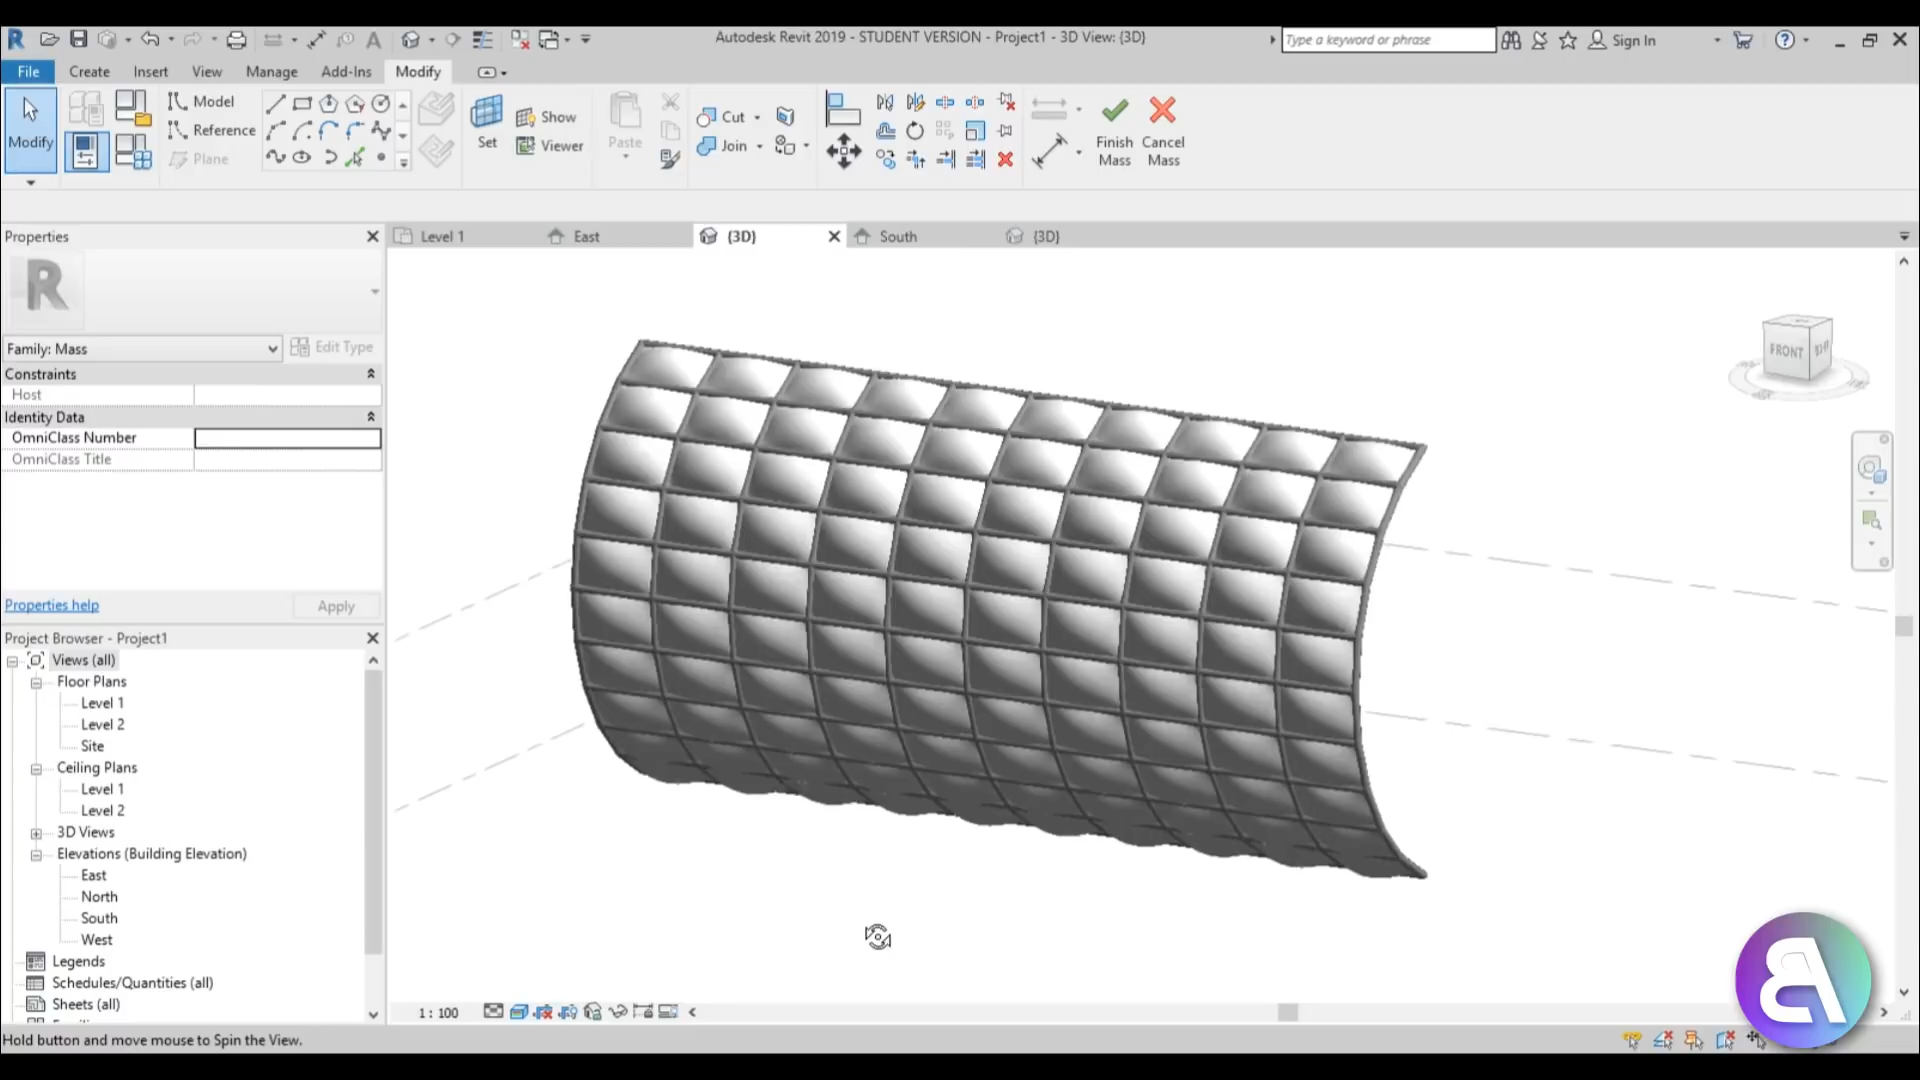 Autodesk Revit 2019 - STUDENT VERSION - Project1 - 3D View: {3D}
Type a keyword or phrase
Sign In
File
Create
Insert
View
Manage
Add-Ins
Modify
Modify
Model
Reference
Plane
Set
Show
Viewer
Paste
Cut
Join
Finish Mass
Cancel Mass
Properties
Level 1
East
{3D}
South
{3D}
R
Family: Mass
Edit Type
Constraints
Host
Identity Data
OmniClass Number
OmniClass Title
FRONT
Properties help
Apply
Project Browser - Project1
Views (all)
Floor Plans
Level 1
Level 2
Site
Ceiling Plans
Level 1
Level 2
3D Views
Elevations (Building Elevation)
East
North
South
West
Legends
Schedules/Quantities (all)
Sheets (all)
1 : 100
Hold button and move mouse to Spin the View.